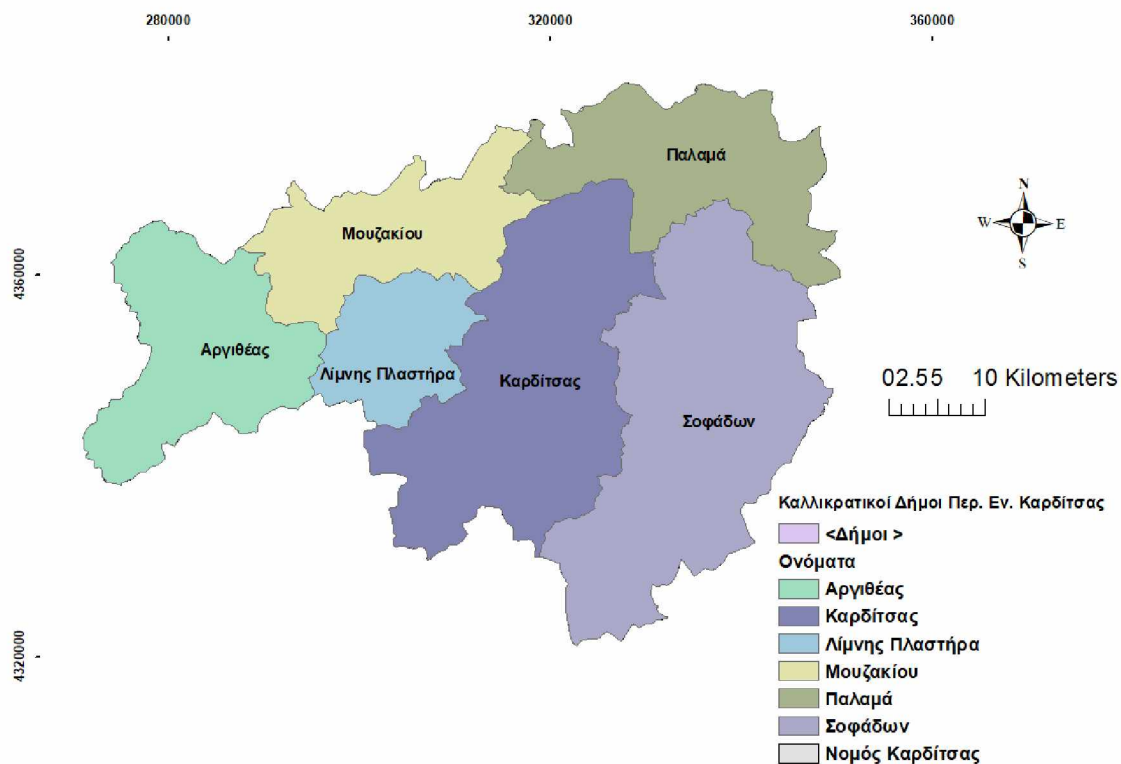 280000 320000 360000
Παλαμά
N
W E
S
Μουζακίου
4360000
Αργιθέας
Λίμνης Πλαστήρα
Καρδίτσας
02.55 10 Kilometers
Σοφάδων
Καλλικρατικοί Δήμοι Περ. Εν. Καρδίτσας
<Δήμοι >
Ονόματα
Αργιθέας
Καρδίτσας
Λίμνης Πλαστήρα
4320000
Μουζακίου
Παλαμά
Σοφάδων
Νομός Καρδίτσας